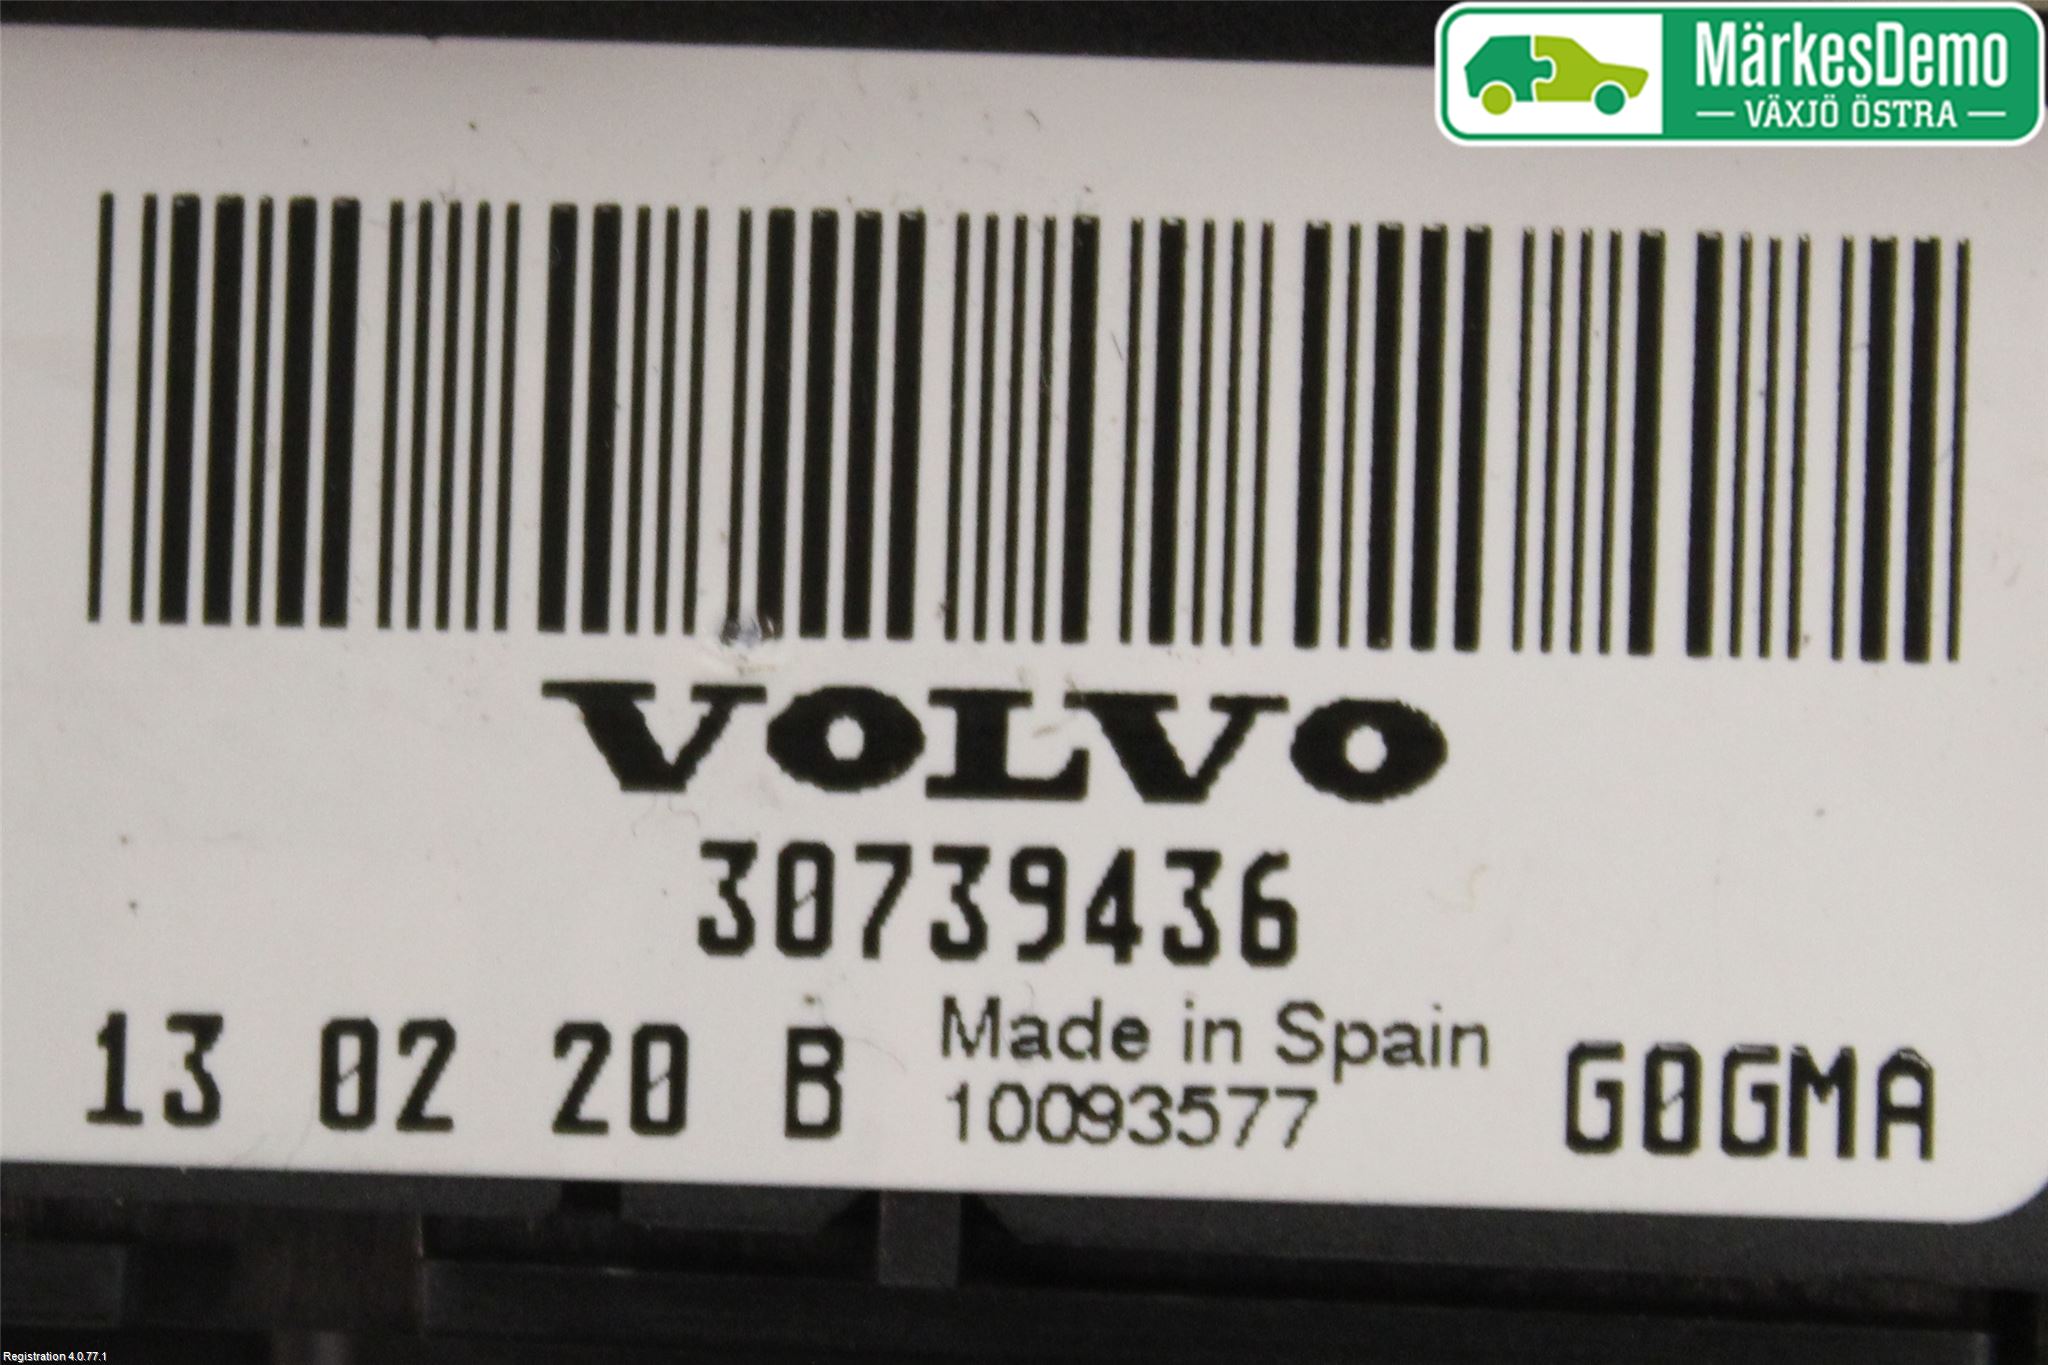 MärkesDemo
VÄXJÖ ÖSTRA
VOLVO
30739436
13 02 20 B Made in Spain G0GMA
10093577
Registration 4.0.77.1